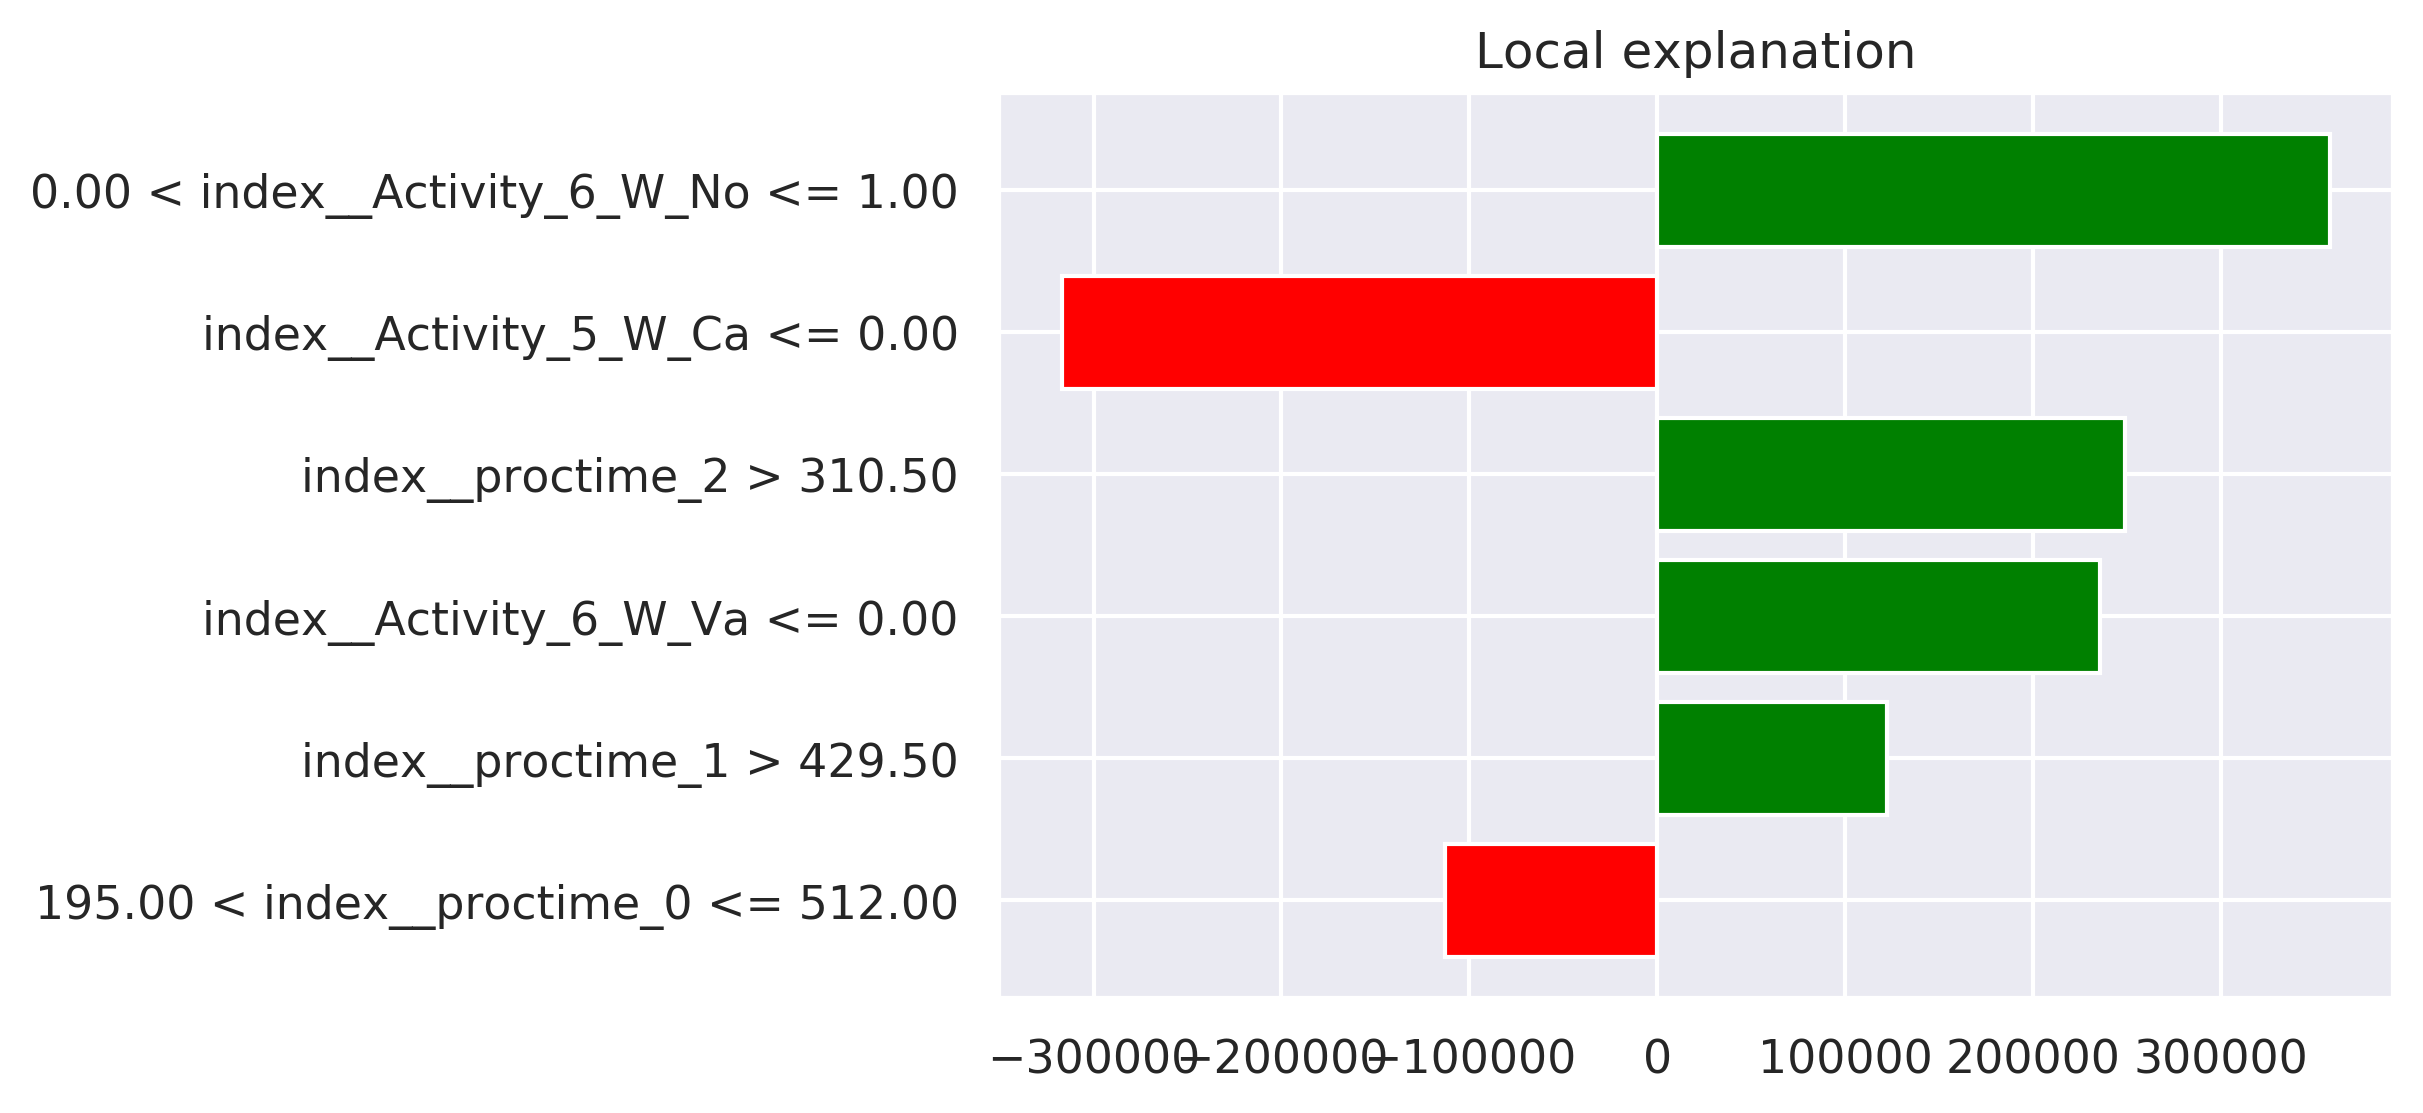 Local explanation
0.00 < index__Activity_6_W_No <= 1.00
index__Activity_5_W_Ca <= 0.00
index__proctime_2 > 310.50
index__Activity_6_W_Va <= 0.00
index__proctime_1 > 429.50
195.00 < index__proctime_0 <= 512.00
−300000 −200000 −100000 0 100000 200000 300000